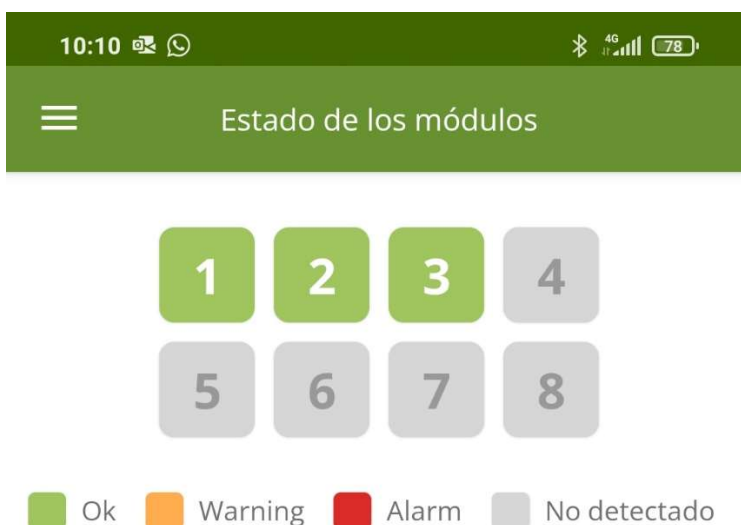 10:10 4G 78
Estado de los módulos
1 2 3 4
5 6 7 8
Ok Warning Alarm No detectado